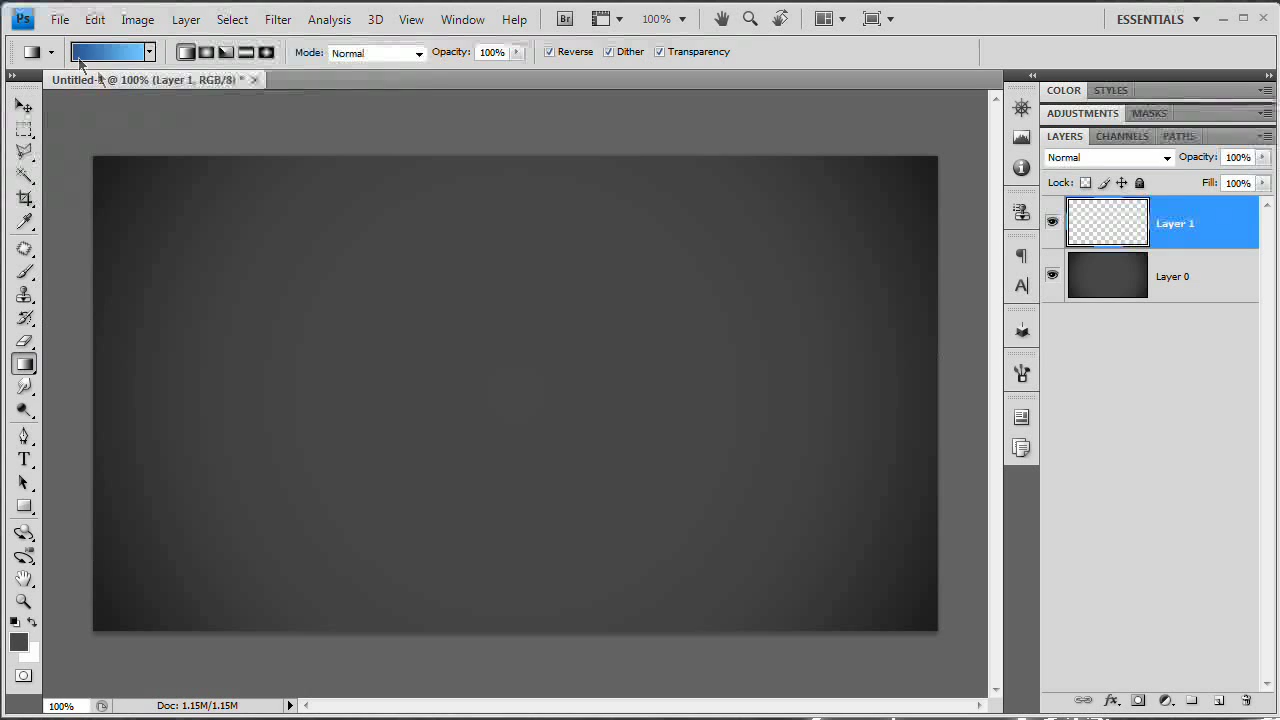 Ps File Edit Image Layer Select Filter Analysis 3D View Window Help Br 100% ESSENTIALS
Mode: Normal Opacity: 100% Reverse Dither Transparency
Untitled-1 @ 100% (Layer 1, RGB/8) *
COLOR STYLES
ADJUSTMENTS MASKS
LAYERS CHANNELS PATHS
Normal Opacity: 100%
Lock: Fill: 100%
Layer 1
Layer 0
100% Doc: 1.15M/1.15M